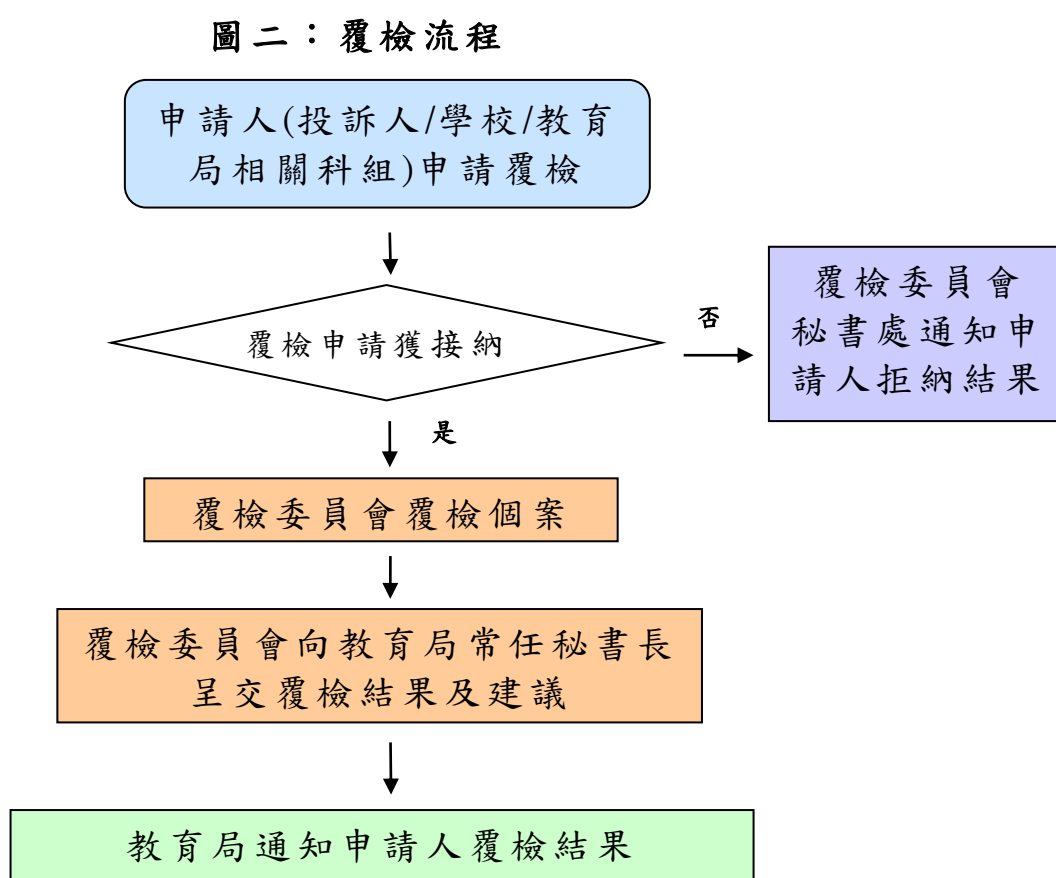 圖二：覆檢流程
申請人(投訴人/學校/教育
局相關科組)申請覆檢
覆檢申請獲接納
否
覆檢委員會
秘書處通知申
請人拒納結果
是
覆檢委員會覆檢個案
覆檢委員會向教育局常任秘書長
呈交覆檢結果及建議
教育局通知申請人覆檢結果